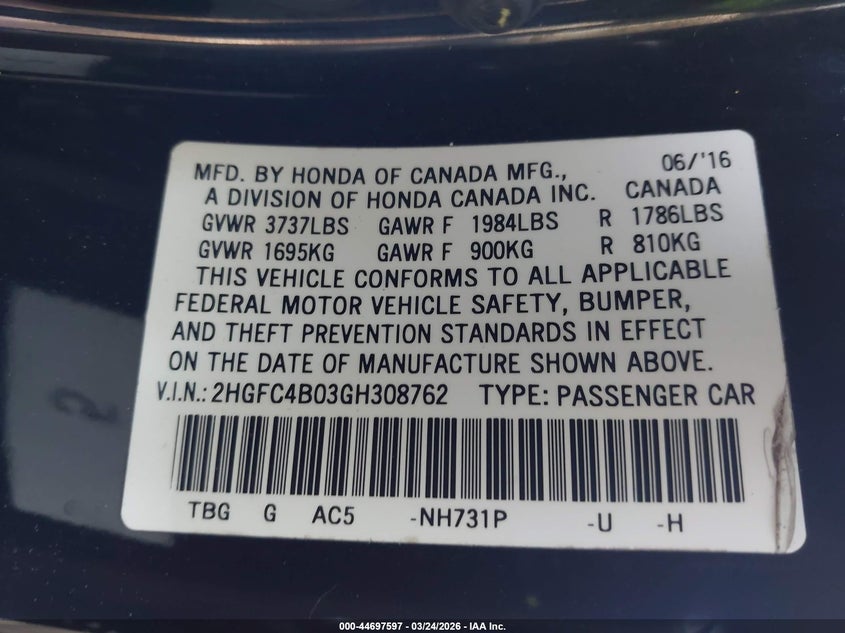 MFD. BY HONDA OF CANADA MFG., 06/'16
A DIVISION OF HONDA CANADA INC. CANADA
GVWR 3737LBS GAWR F 1984LBS R 1786LBS
GVWR 1695KG GAWR F 900KG R 810KG
THIS VEHICLE CONFORMS TO ALL APPLICABLE
FEDERAL MOTOR VEHICLE SAFETY, BUMPER,
AND THEFT PREVENTION STANDARDS IN EFFECT
ON THE DATE OF MANUFACTURE SHOWN ABOVE.
V.I.N.: 2HGFC4B03GH308762 TYPE: PASSENGER CAR
TBG G AC5 -NH731P -U -H
000-44697597 - 03/24/2026 - IAA Inc.